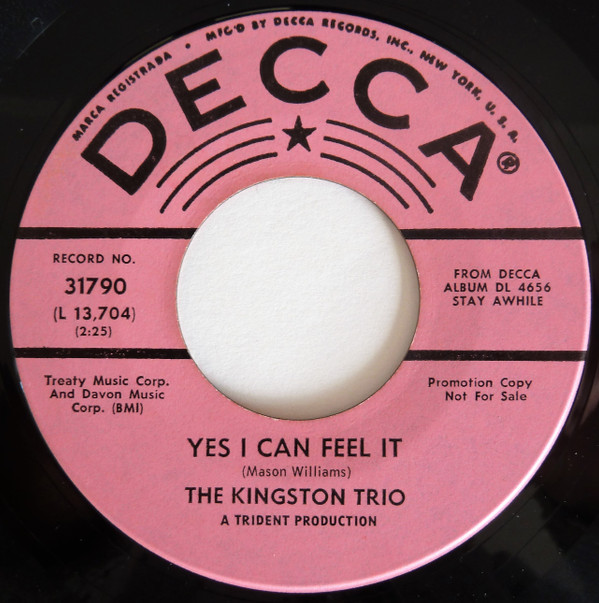 MARCA REGISTRADA • MFG'D BY DECCA RECORDS, INC., NEW YORK, U. S. A.
DECCA®
RECORD NO.
31790
(L 13,704)
(2:25)
FROM DECCA
ALBUM DL 4656
STAY AWHILE
Treaty Music Corp.
And Davon Music
Corp. (BMI)
Promotion Copy
Not For Sale
YES I CAN FEEL IT
(Mason Williams)
THE KINGSTON TRIO
A TRIDENT PRODUCTION